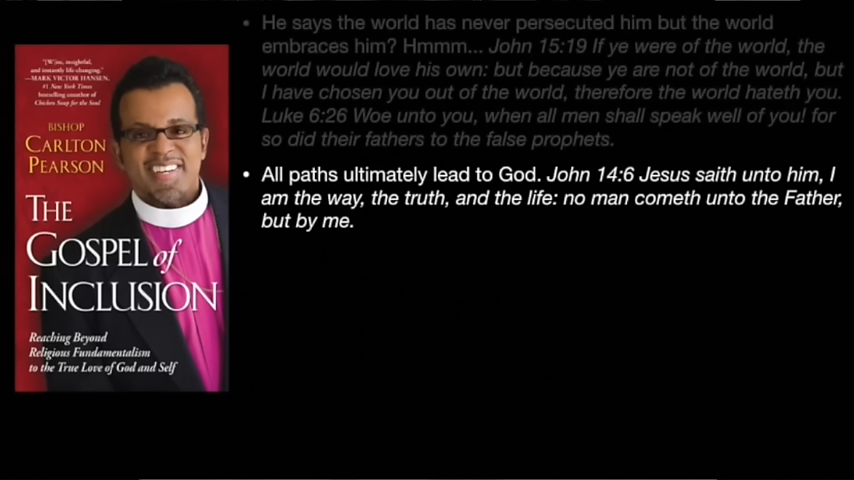 "[W]ise, insightful,
and instantly life-changing."
—MARK VICTOR HANSEN,
#1 New York Times
bestselling coauthor of
Chicken Soup for the Soul
BISHOP
CARLTON
PEARSON
THE
GOSPEL of
INCLUSION
Reaching Beyond
Religious Fundamentalism
to the True Love of God and Self
• He says the world has never persecuted him but the world
embraces him? Hmmm... John 15:19 If ye were of the world, the
world would love his own: but because ye are not of the world, but
I have chosen you out of the world, therefore the world hateth you.
Luke 6:26 Woe unto you, when all men shall speak well of you! for
so did their fathers to the false prophets.
• All paths ultimately lead to God. John 14:6 Jesus saith unto him, I
am the way, the truth, and the life: no man cometh unto the Father,
but by me.